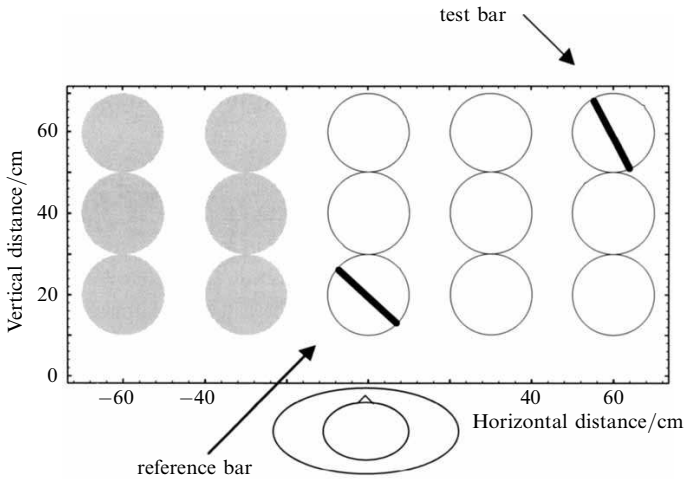 test bar
Vertical distance/cm
60
40
20
0
−60
−40
40
60
Horizontal distance/cm
reference bar